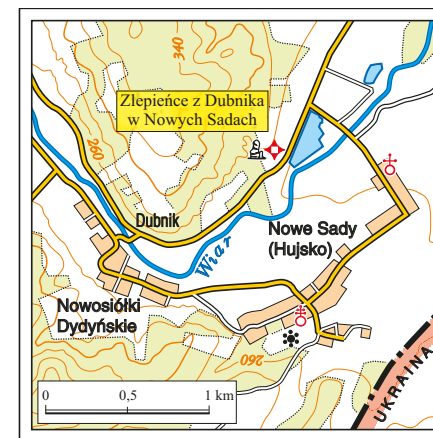 340
Zlepieńce z Dubnika
w Nowych Sadach
260
Dubnik
Wiar
Nowe Sady
(Hujsko)
Nowosiółki
Dydyńskie
260
0 0,5 1 km
UKRAINA